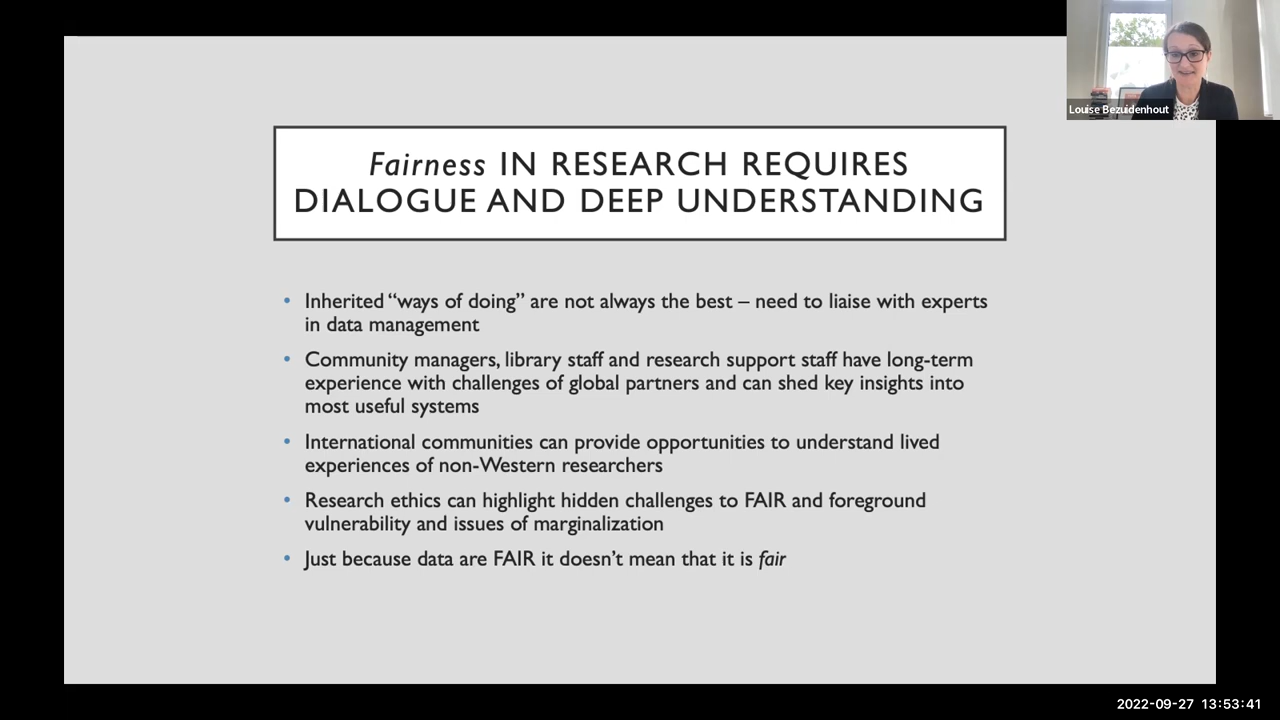 Louise Bezuidenhout
Fairness IN RESEARCH REQUIRES
DIALOGUE AND DEEP UNDERSTANDING
• Inherited “ways of doing” are not always the best – need to liaise with experts
in data management
• Community managers, library staff and research support staff have long-term
experience with challenges of global partners and can shed key insights into
most useful systems
• International communities can provide opportunities to understand lived
experiences of non-Western researchers
• Research ethics can highlight hidden challenges to FAIR and foreground
vulnerability and issues of marginalization
• Just because data are FAIR it doesn’t mean that it is fair
2022-09-27 13:53:41